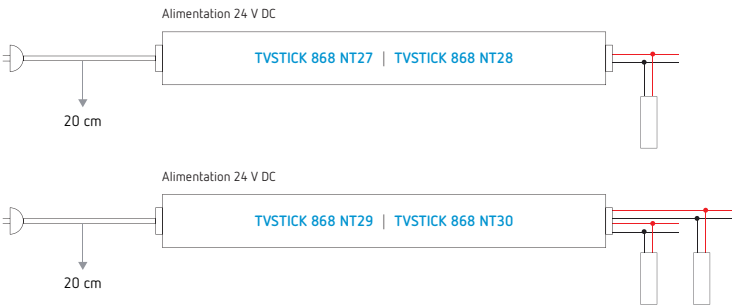 Alimentation 24 V DC
TVSTICK 868 NT27 | TVSTICK 868 NT28
20 cm
Alimentation 24 V DC
TVSTICK 868 NT29 | TVSTICK 868 NT30
20 cm